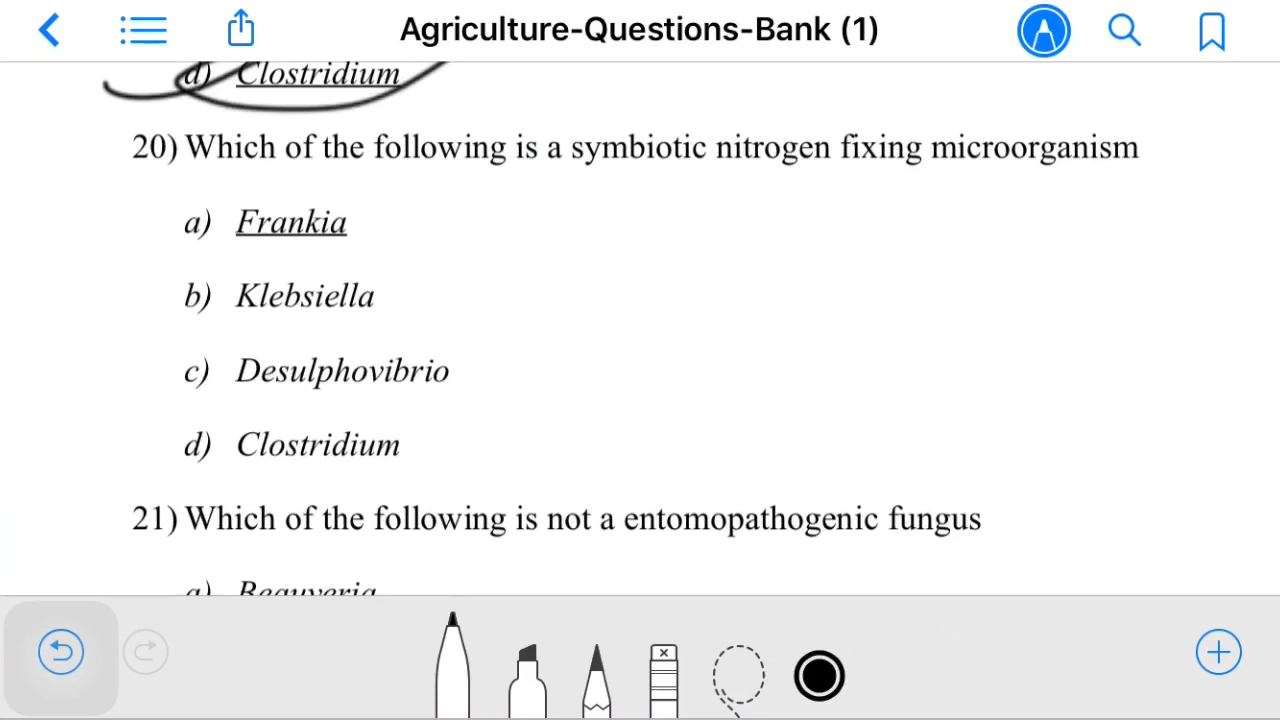 Agriculture-Questions-Bank (1)
d) Clostridium
20) Which of the following is a symbiotic nitrogen fixing microorganism
a) Frankia
b) Klebsiella
c) Desulphovibrio
d) Clostridium
21) Which of the following is not a entomopathogenic fungus
a) Beauveria